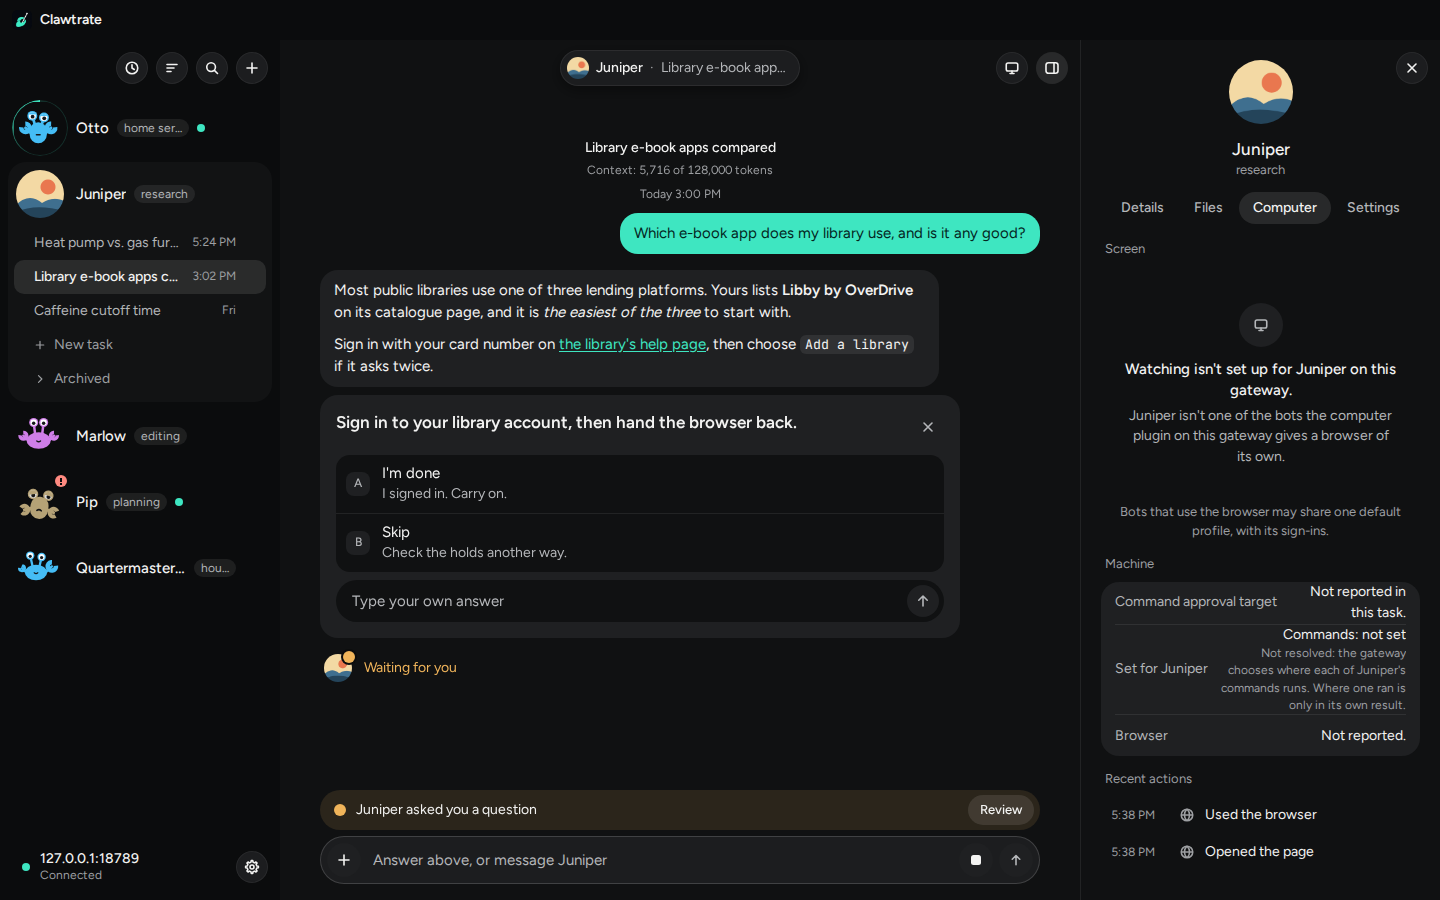 Clawtrate
Otto
home ser...
Juniper
research
Heat pump vs. gas fur...
5:24 PM
Library e-book apps c...
3:02 PM
Caffeine cutoff time
Fri
New task
Archived
Marlow
editing
Pip
planning
Quartermaster...
hou...
127.0.0.1:18789
Connected
Juniper · Library e-book app...
Library e-book apps compared
Context: 5,716 of 128,000 tokens
Today 3:00 PM
Which e-book app does my library use, and is it any good?
Most public libraries use one of three lending platforms. Yours lists Libby by OverDrive
on its catalogue page, and it is the easiest of the three to start with.
Sign in with your card number on the library's help page, then choose Add a library
if it asks twice.
Sign in to your library account, then hand the browser back.
A
I'm done
I signed in. Carry on.
B
Skip
Check the holds another way.
Type your own answer
Waiting for you
Juniper asked you a question
Review
Answer above, or message Juniper
Juniper
research
Details
Files
Computer
Settings
Screen
Watching isn't set up for Juniper on this
gateway.
Juniper isn't one of the bots the computer
plugin on this gateway gives a browser of
its own.
Bots that use the browser may share one default
profile, with its sign-ins.
Machine
Command approval target
Not reported in
this task.
Set for Juniper
Commands: not set
Not resolved: the gateway
chooses where each of Juniper's
commands runs. Where one ran is
only in its own result.
Browser
Not reported.
Recent actions
5:38 PM
Used the browser
5:38 PM
Opened the page